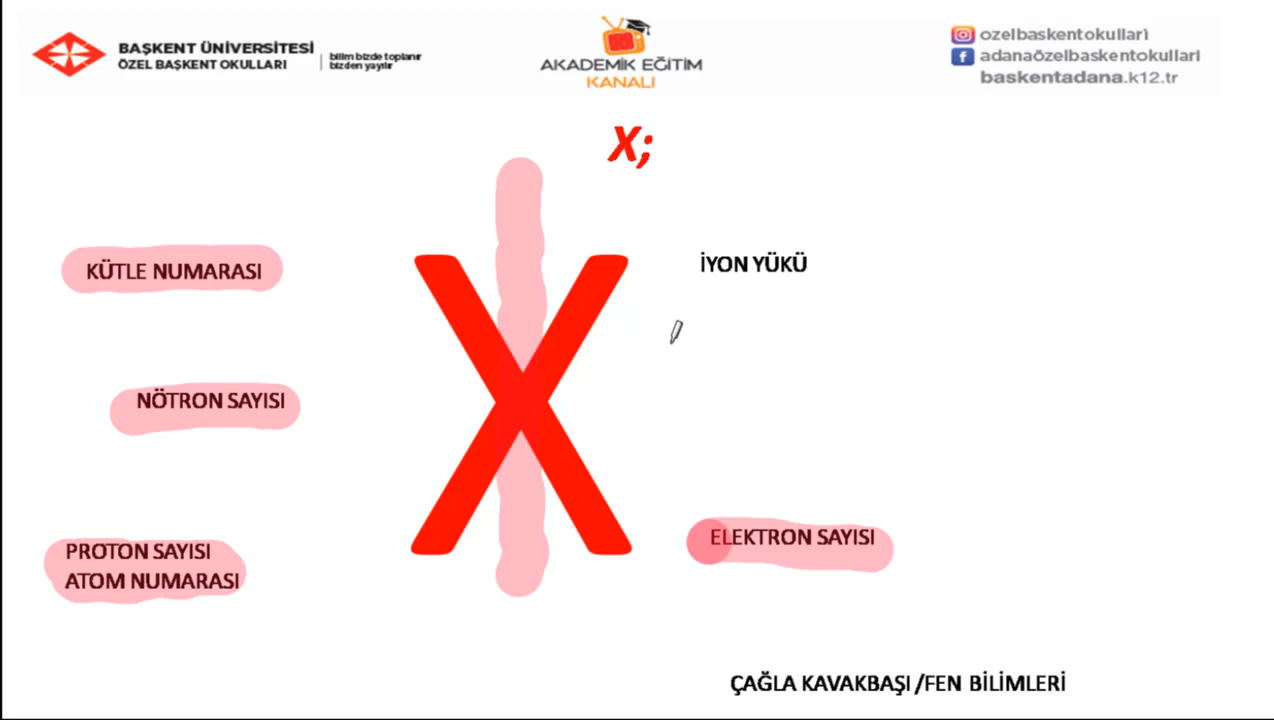 BAŞKENT ÜNİVERSİTESİ
ÖZEL BAŞKENT OKULLARI
bilim bizde toplanır
bizden yayılır
AKADEMİK EĞİTİM
KANALI
ozelbaskentokullari
adanaözelbaskentokullari
baskentadana.k12.tr
X;
KÜTLE NUMARASI
İYON YÜKÜ
X
NÖTRON SAYISI
PROTON SAYISI
ATOM NUMARASI
ELEKTRON SAYISI
ÇAĞLA KAVAKBAŞI /FEN BİLİMLERİ